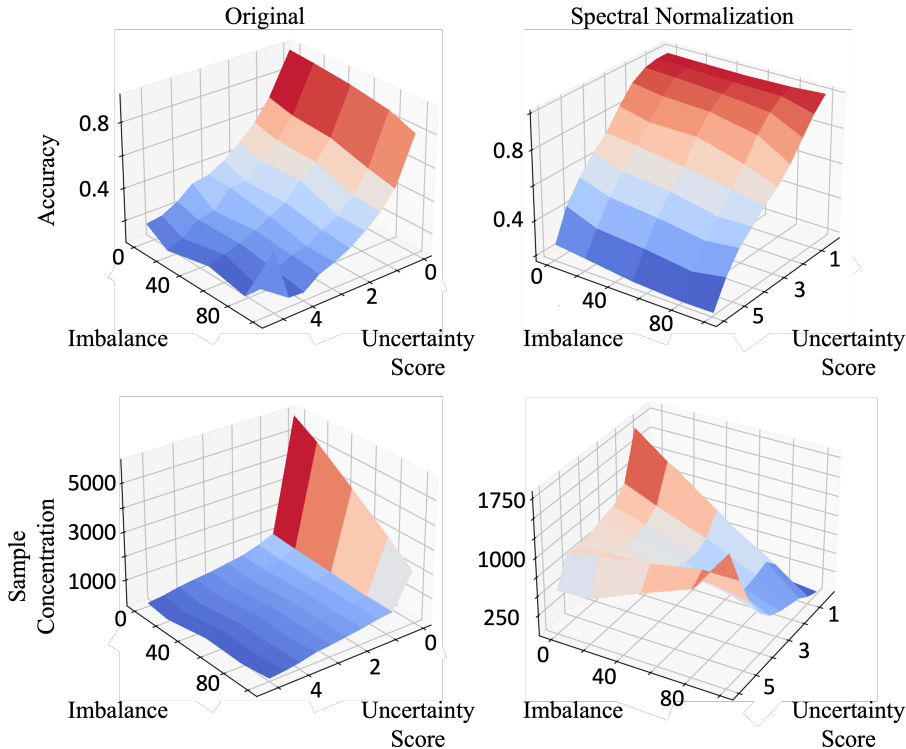 Original
Spectral Normalization
Accuracy
0.8
0.4
0
40
80
4
2
0
Imbalance
Uncertainty
Score
0.8
0.4
0
40
80
5
3
1
Imbalance
Uncertainty
Score
Sample
Concentration
5000
3000
1000
0
40
80
4
2
0
Imbalance
Uncertainty
Score
1750
1000
250
0
40
80
5
3
1
Imbalance
Uncertainty
Score